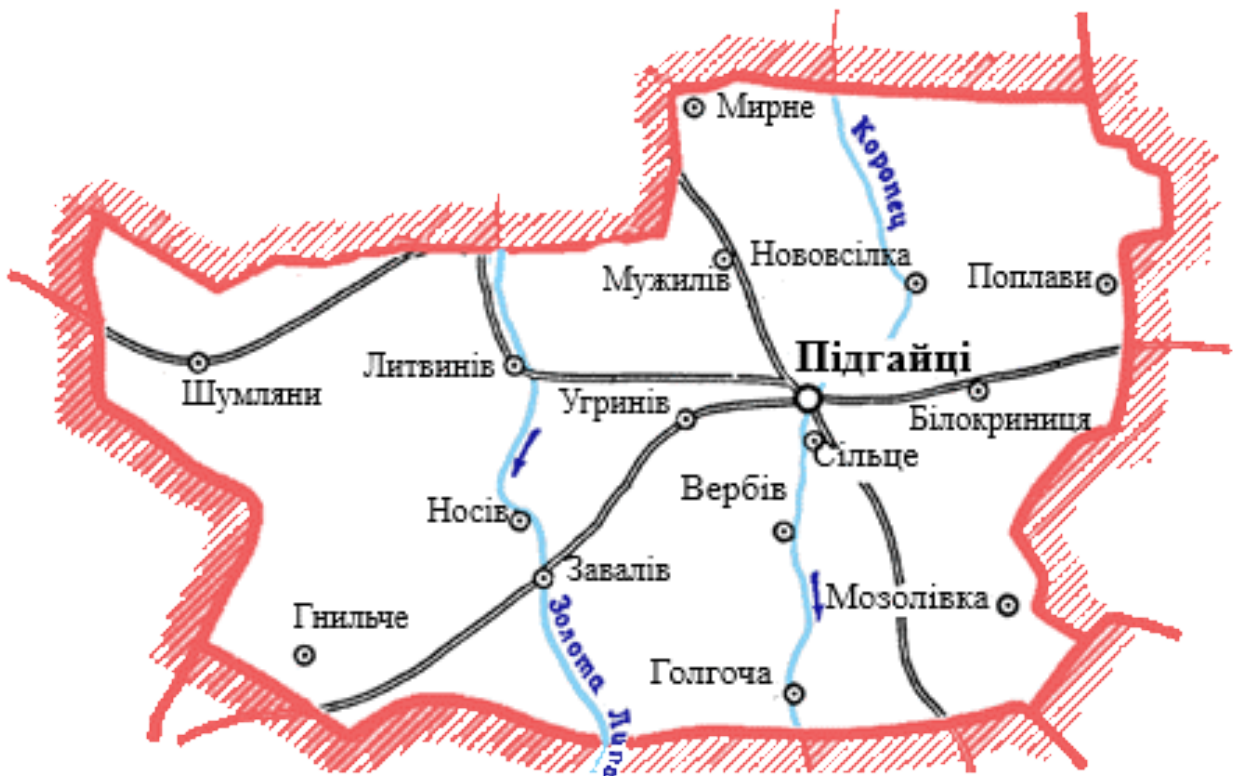 Мирне
Коропец
Нововсілка
Мужилів
Поплави
Підгайці
Литвинів
Шумляни
Угринів
Білокриниця
Сільце
Вербів
Носів
Завалів
Мозолівка
Гнильче
Золота Липа
Голгоча